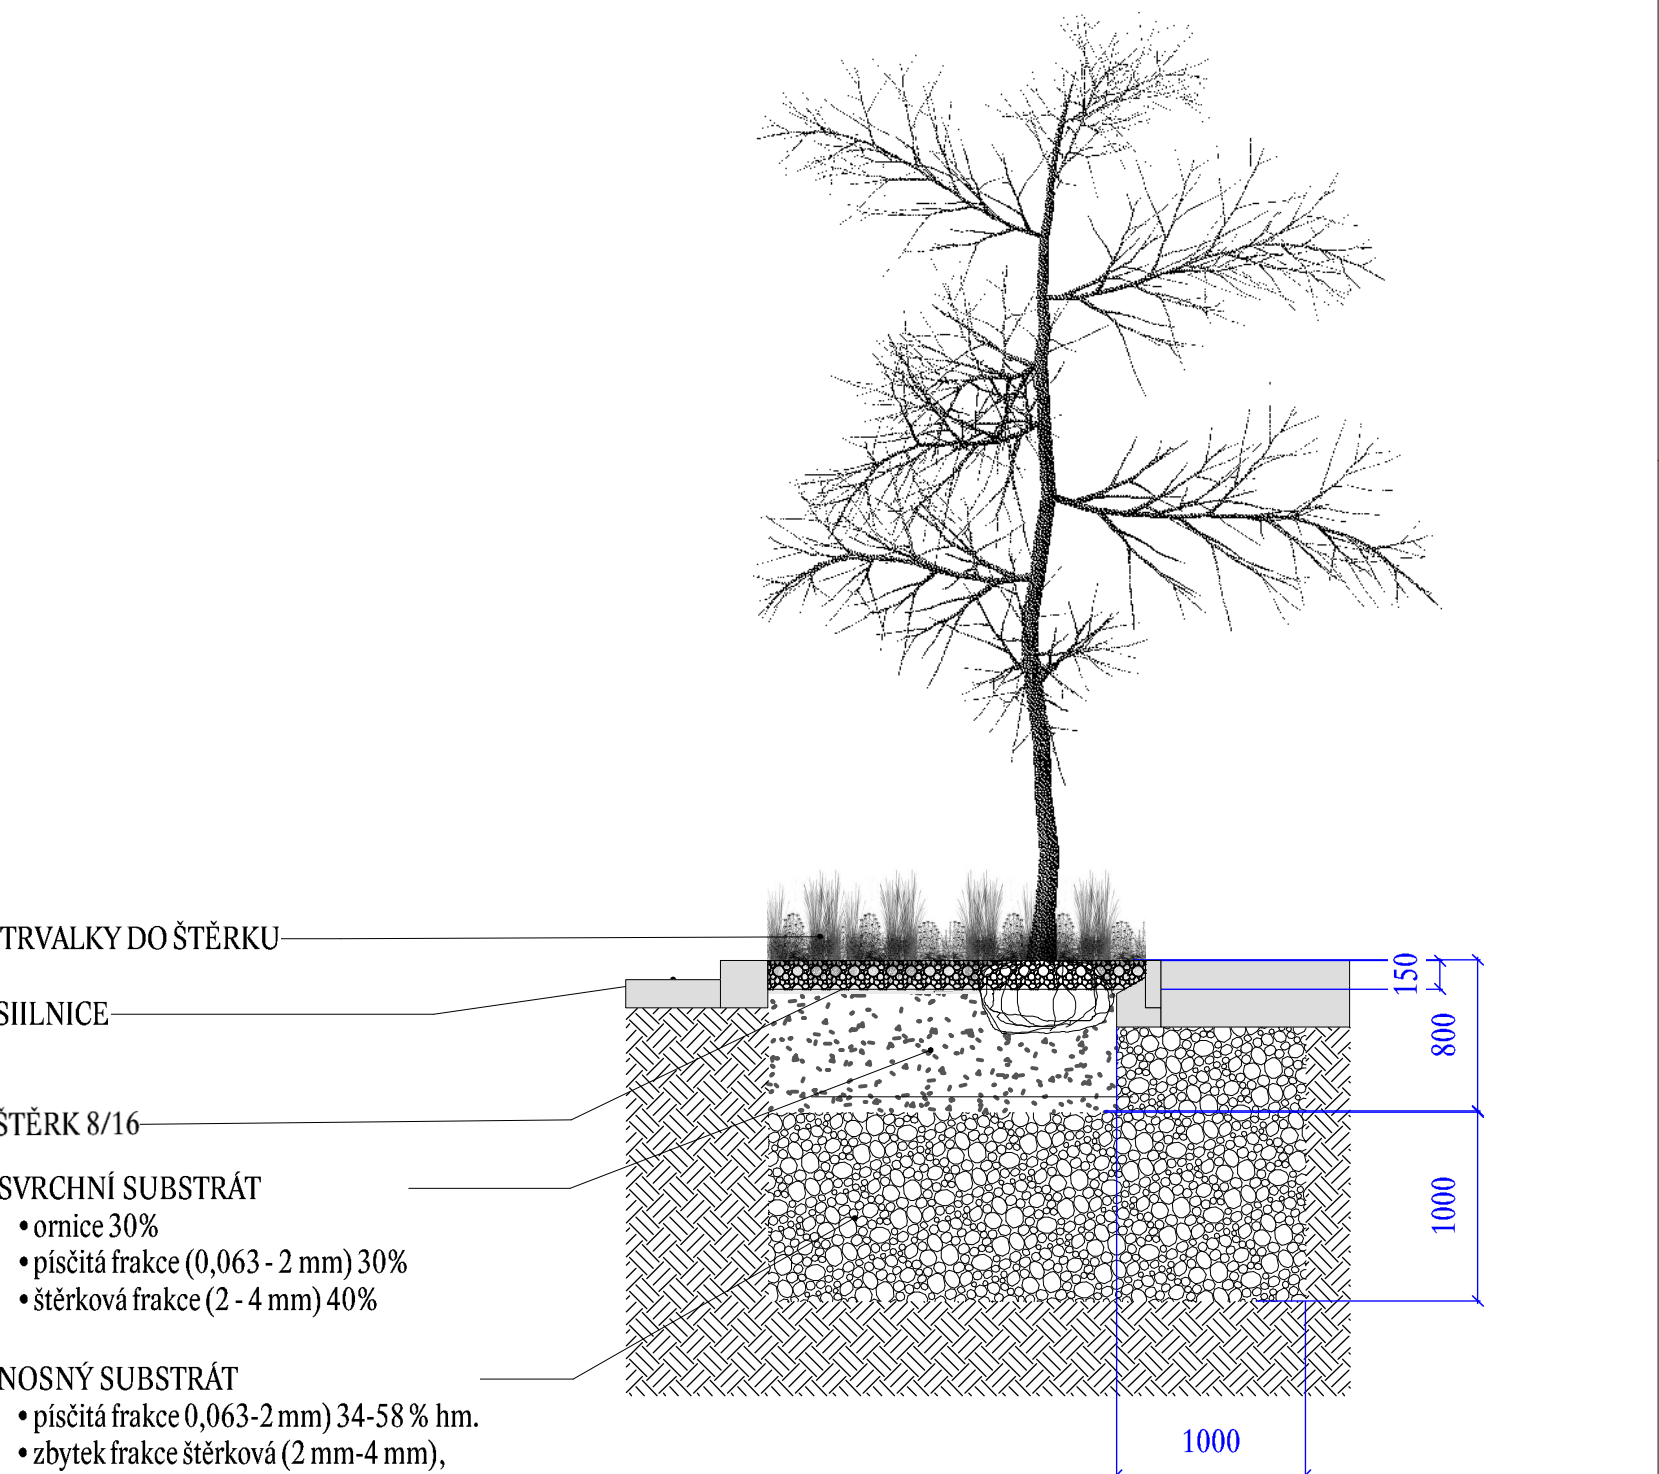 TRVALKY DO ŠTĚRKU
SIILNICE
ŠTĚRK 8/16
SVRCHNÍ SUBSTRÁT
• ornice 30%
• písčitá frakce (0,063 - 2 mm) 30%
• štěrková frakce (2 - 4 mm) 40%
NOSNÝ SUBSTRÁT
• písčitá frakce 0,063-2 mm) 34-58 % hm.
• zbytek frakce štěrková (2 mm-4 mm),
150
800
1000
1000